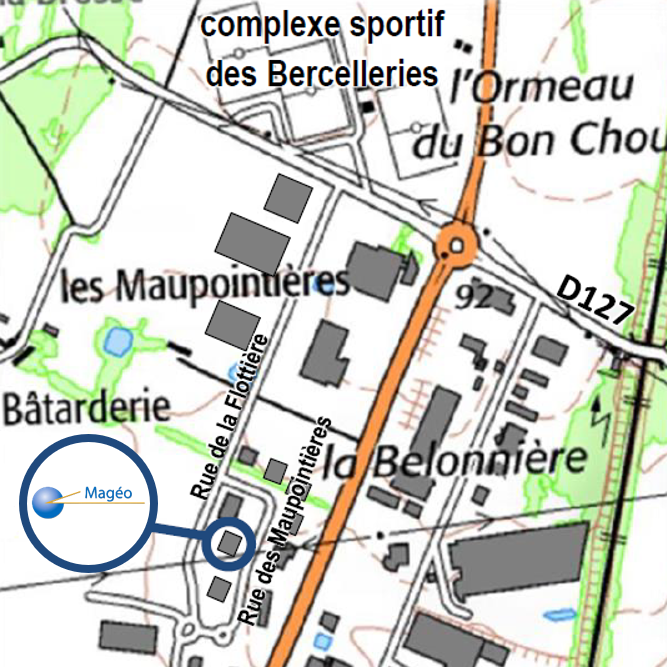 complexe sportif
des Bercelleries
l'Ormeau
du Bon Chou
les Maupointières
92
D127
Rue de la Flottière
Bâtarderie
Rue des Maupointières
la Belonnière
Magéo